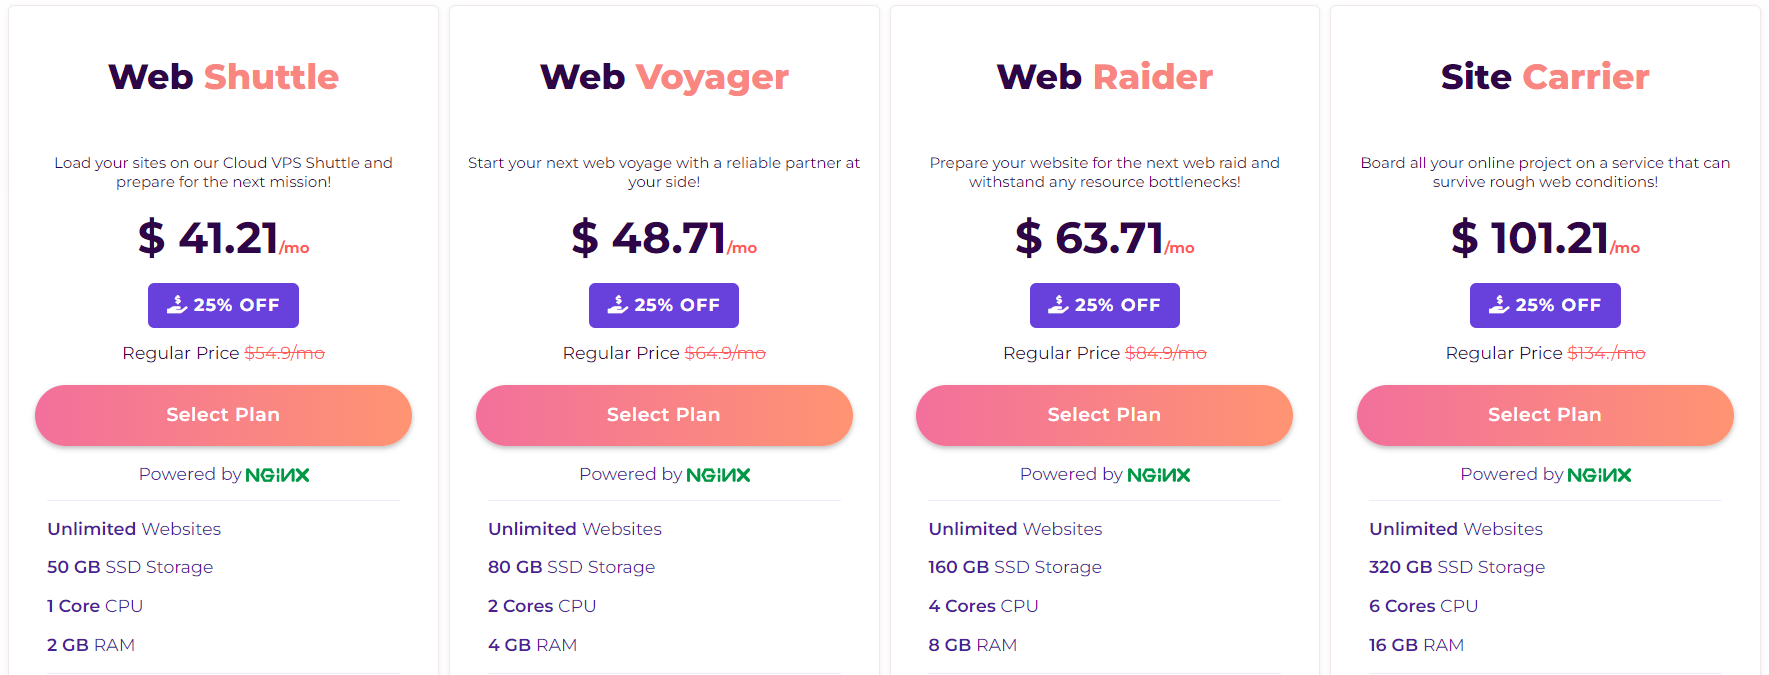 Web Shuttle
Load your sites on our Cloud VPS Shuttle and
prepare for the next mission!
$ 41.21/mo
25% OFF
Regular Price $54.9/mo
Select Plan
Powered by NGINX
Unlimited Websites
50 GB SSD Storage
1 Core CPU
2 GB RAM
Web Voyager
Start your next web voyage with a reliable partner at
your side!
$ 48.71/mo
25% OFF
Regular Price $64.9/mo
Select Plan
Powered by NGINX
Unlimited Websites
80 GB SSD Storage
2 Cores CPU
4 GB RAM
Web Raider
Prepare your website for the next web raid and
withstand any resource bottlenecks!
$ 63.71/mo
25% OFF
Regular Price $84.9/mo
Select Plan
Powered by NGINX
Unlimited Websites
160 GB SSD Storage
4 Cores CPU
8 GB RAM
Site Carrier
Board all your online project on a service that can
survive rough web conditions!
$ 101.21/mo
25% OFF
Regular Price $134./mo
Select Plan
Powered by NGINX
Unlimited Websites
320 GB SSD Storage
6 Cores CPU
16 GB RAM